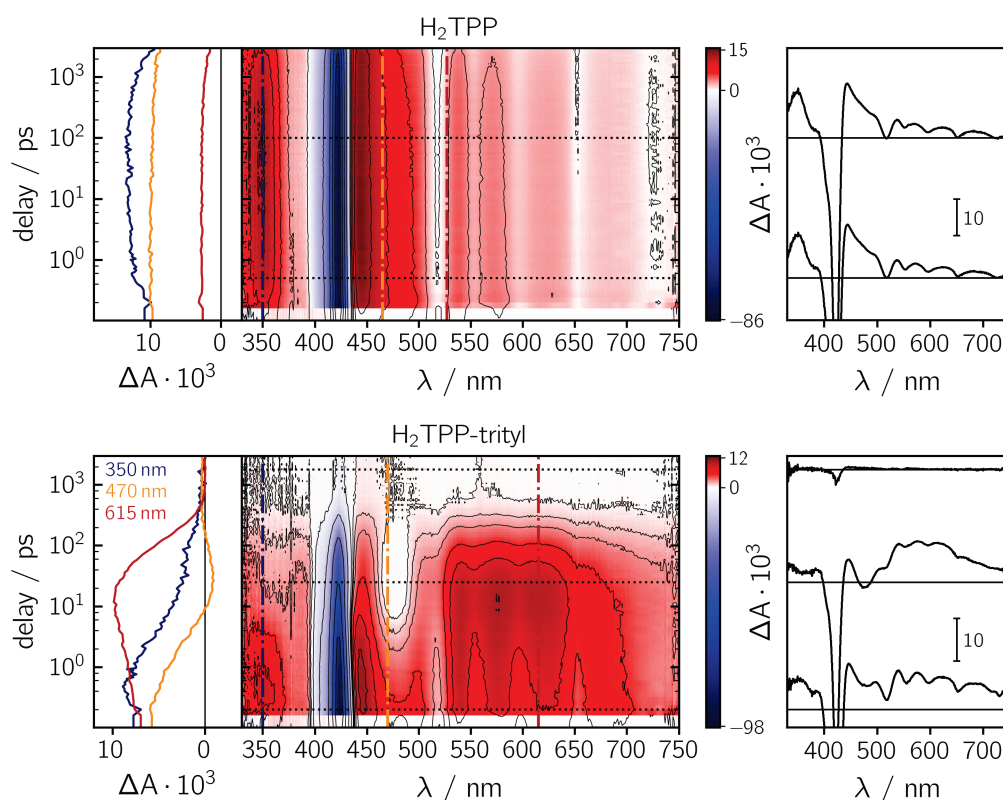 H₂TPP
delay / ps
10³
10²
10¹
10⁰
10 0
ΔA · 10³
350 400 450 500 550 600 650 700 750
λ / nm
15
0
−86
ΔA · 10³
10
400 500 600 700
λ / nm
H₂TPP-trityl
350 nm
470 nm
615 nm
delay / ps
10³
10²
10¹
10⁰
10 0
ΔA · 10³
350 400 450 500 550 600 650 700 750
λ / nm
12
0
−98
ΔA · 10³
10
400 500 600 700
λ / nm